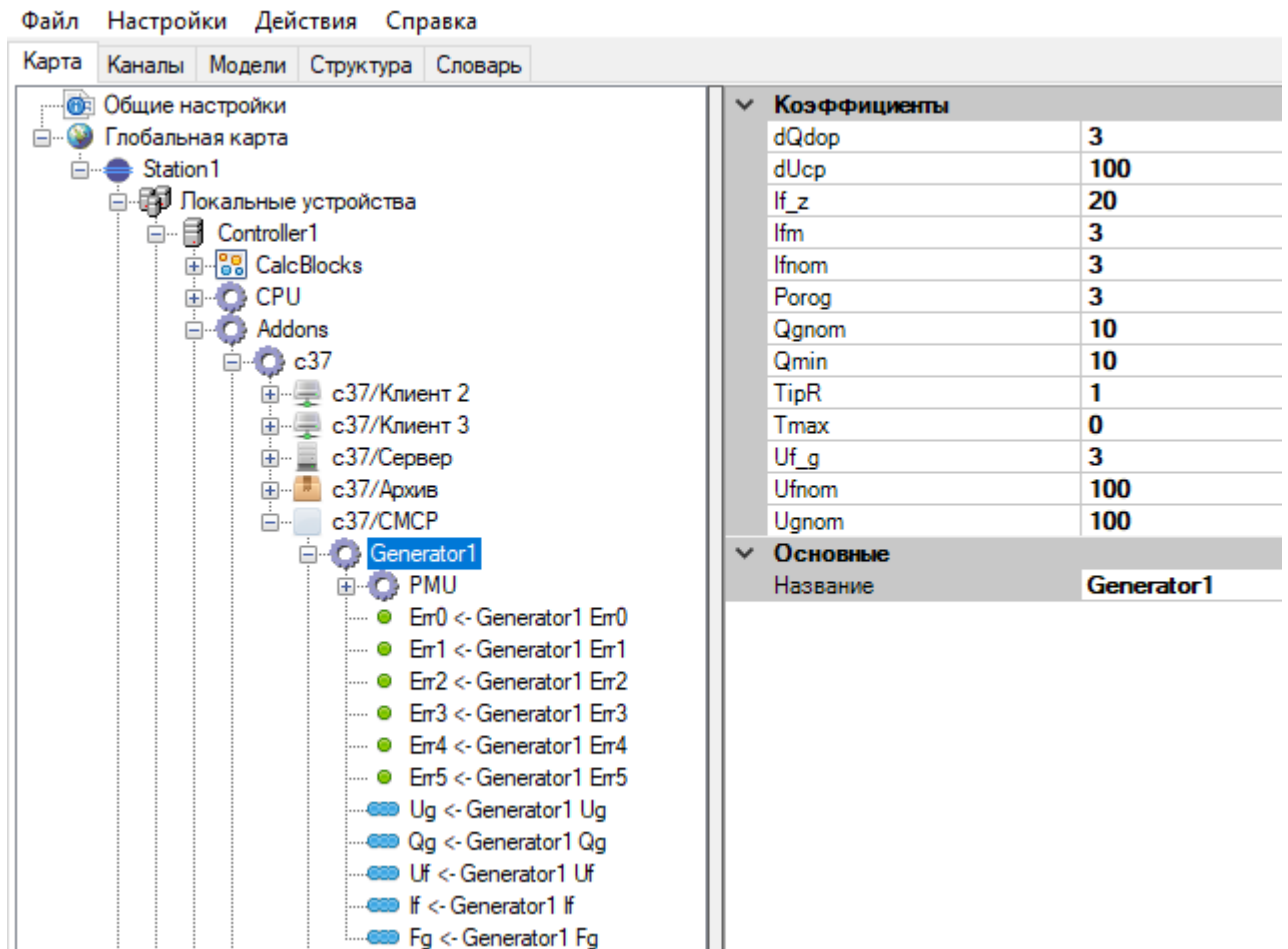 Файл Настройки Действия Справка
Карта Каналы Модели Структура Словарь
Общие настройки
Глобальная карта
Station1
Локальные устройства
Controller1
CalcBlocks
CPU
Addons
c37
c37/Клиент 2
c37/Клиент 3
c37/Сервер
c37/Архив
c37/СМСР
Generator1
PMU
Err0 <- Generator1 Err0
Err1 <- Generator1 Err1
Err2 <- Generator1 Err2
Err3 <- Generator1 Err3
Err4 <- Generator1 Err4
Err5 <- Generator1 Err5
Ug <- Generator1 Ug
Qg <- Generator1 Qg
Uf <- Generator1 Uf
If <- Generator1 If
Fg <- Generator1 Fg
Коэффициенты
dQdop 3
dUcp 100
If_z 20
Ifm 3
Ifnom 3
Porog 3
Qgnom 10
Qmin 10
TipR 1
Tmax 0
Uf_g 3
Ufnom 100
Ugnom 100
Основные
Название Generator1